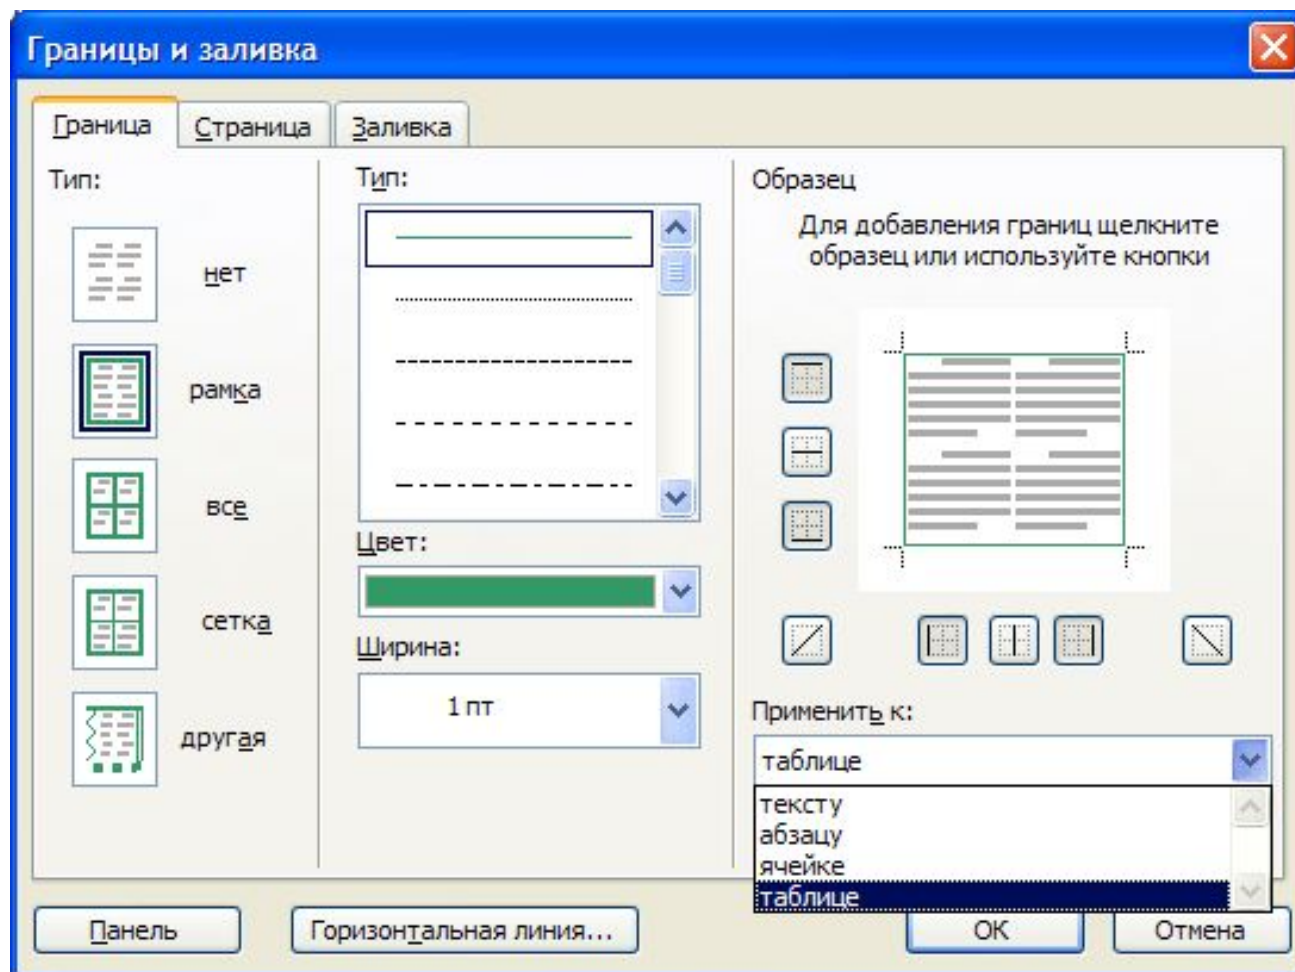 Границы и заливка
Граница
Страница
Заливка
Тип:
нет
рамка
все
сетка
другая
Тип:
Цвет:
Ширина:
1 пт
Образец
Для добавления границ щелкните
образец или используйте кнопки
Применить к:
таблице
тексту
абзацу
ячейке
таблице
Панель
Горизонтальная линия...
ОК
Отмена